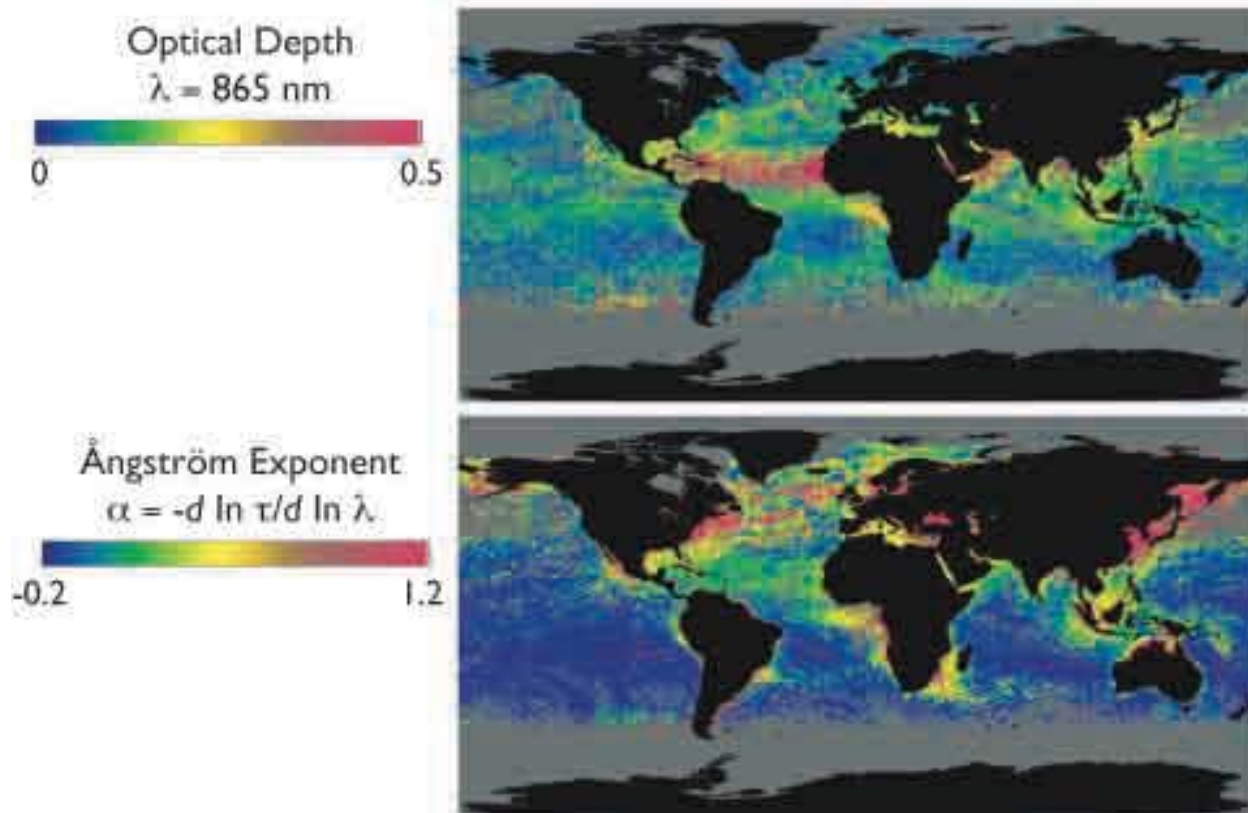 Optical Depth
λ = 865 nm
0 0.5
Ångström Exponent
α = -d ln τ/d ln λ
-0.2 1.2